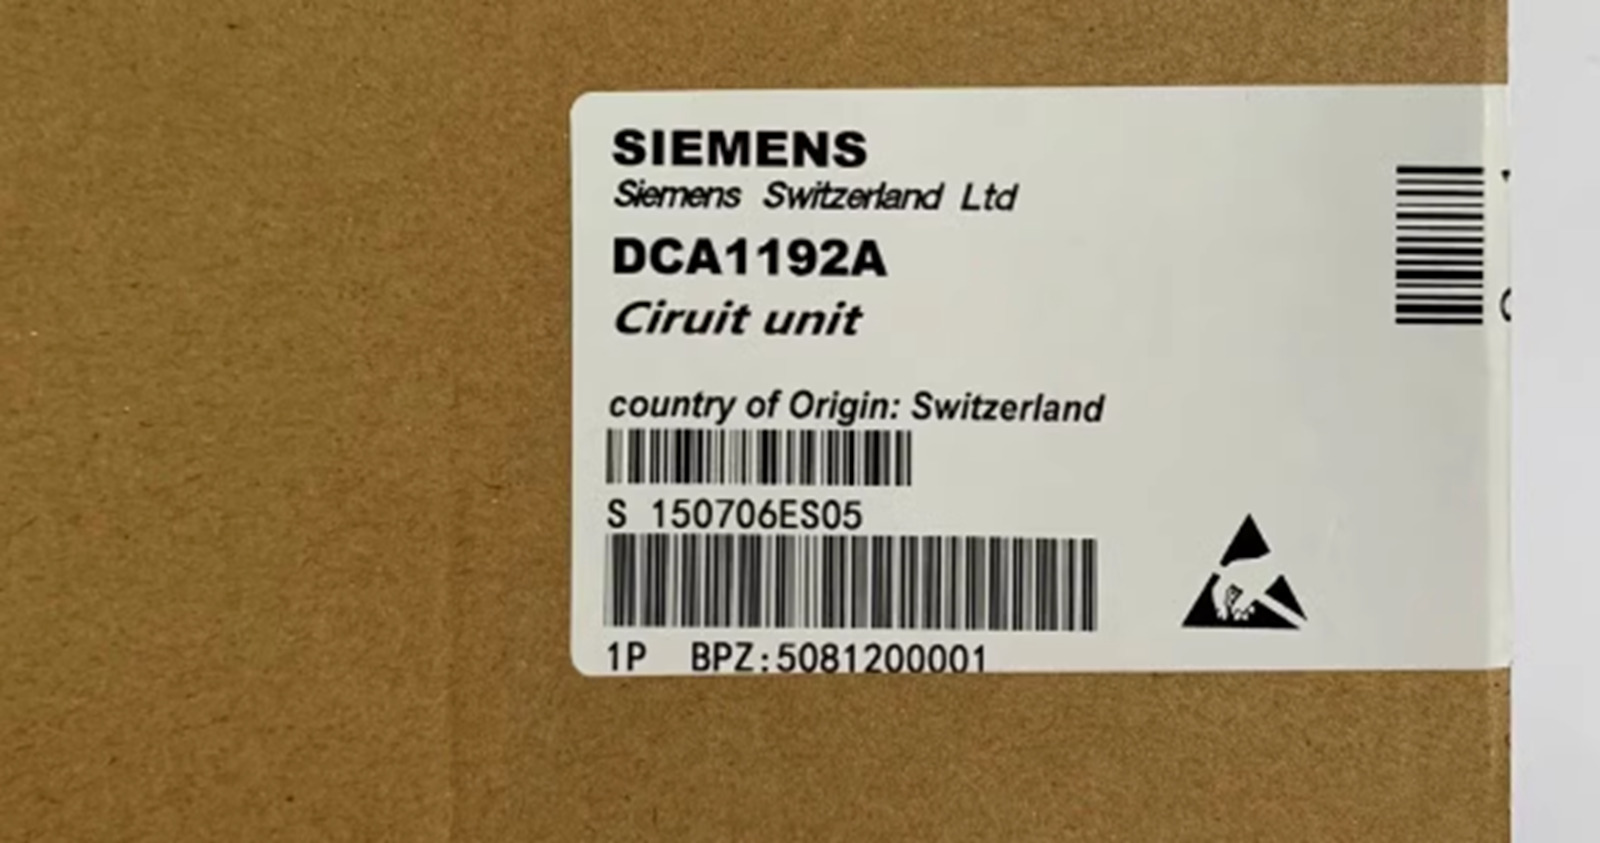 SIEMENS
Siemens Switzerland Ltd
DCA1192A
Ciruit unit
country of Origin: Switzerland
S 150706ES05
1P BPZ:5081200001